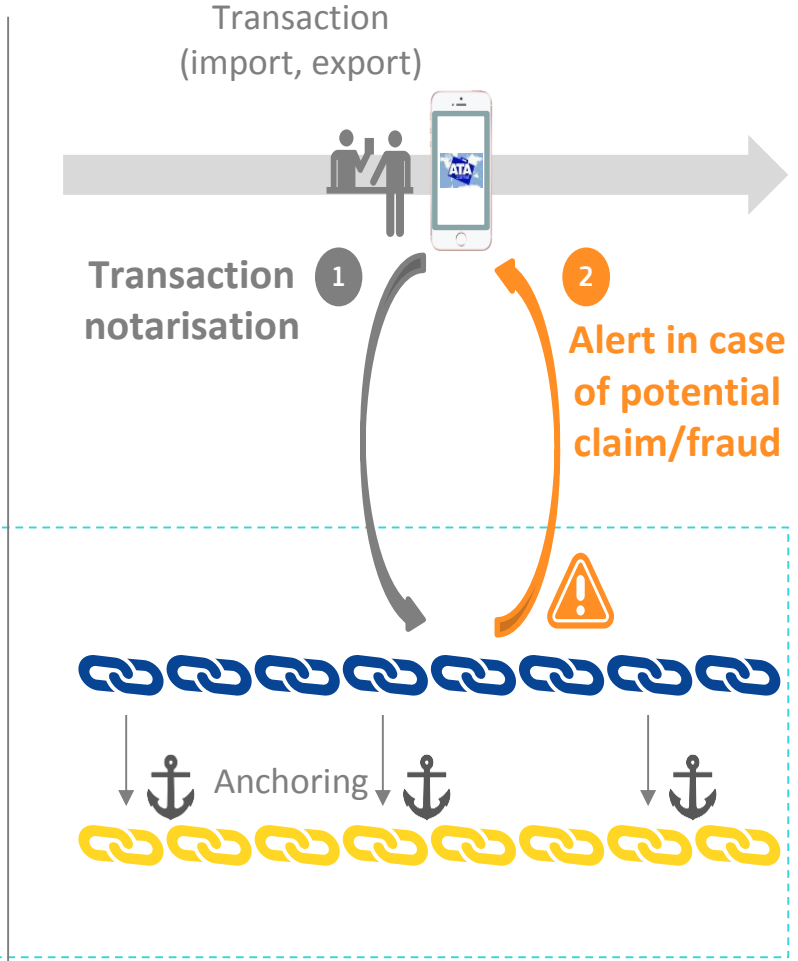 Transaction
(import, export)
ATA
Transaction
notarisation
1
2
Alert in case
of potential
claim/fraud
Anchoring